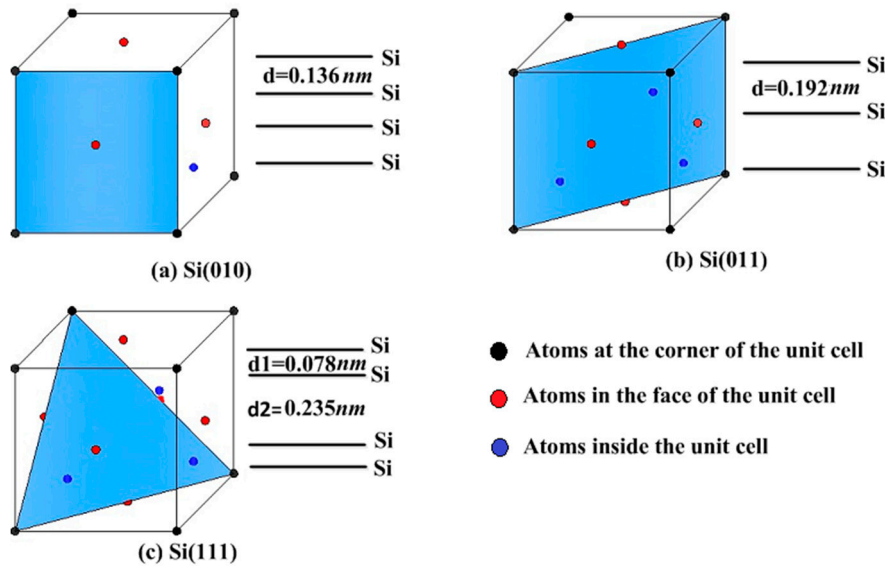 Si
d=0.136nm
Si
Si
Si
(a) Si(010)
Si
d=0.192nm
Si
Si
(b) Si(011)
Si
d1=0.078nm
Si
d2=0.235nm
Si
Si
(c) Si(111)
Atoms at the corner of the unit cell
Atoms in the face of the unit cell
Atoms inside the unit cell